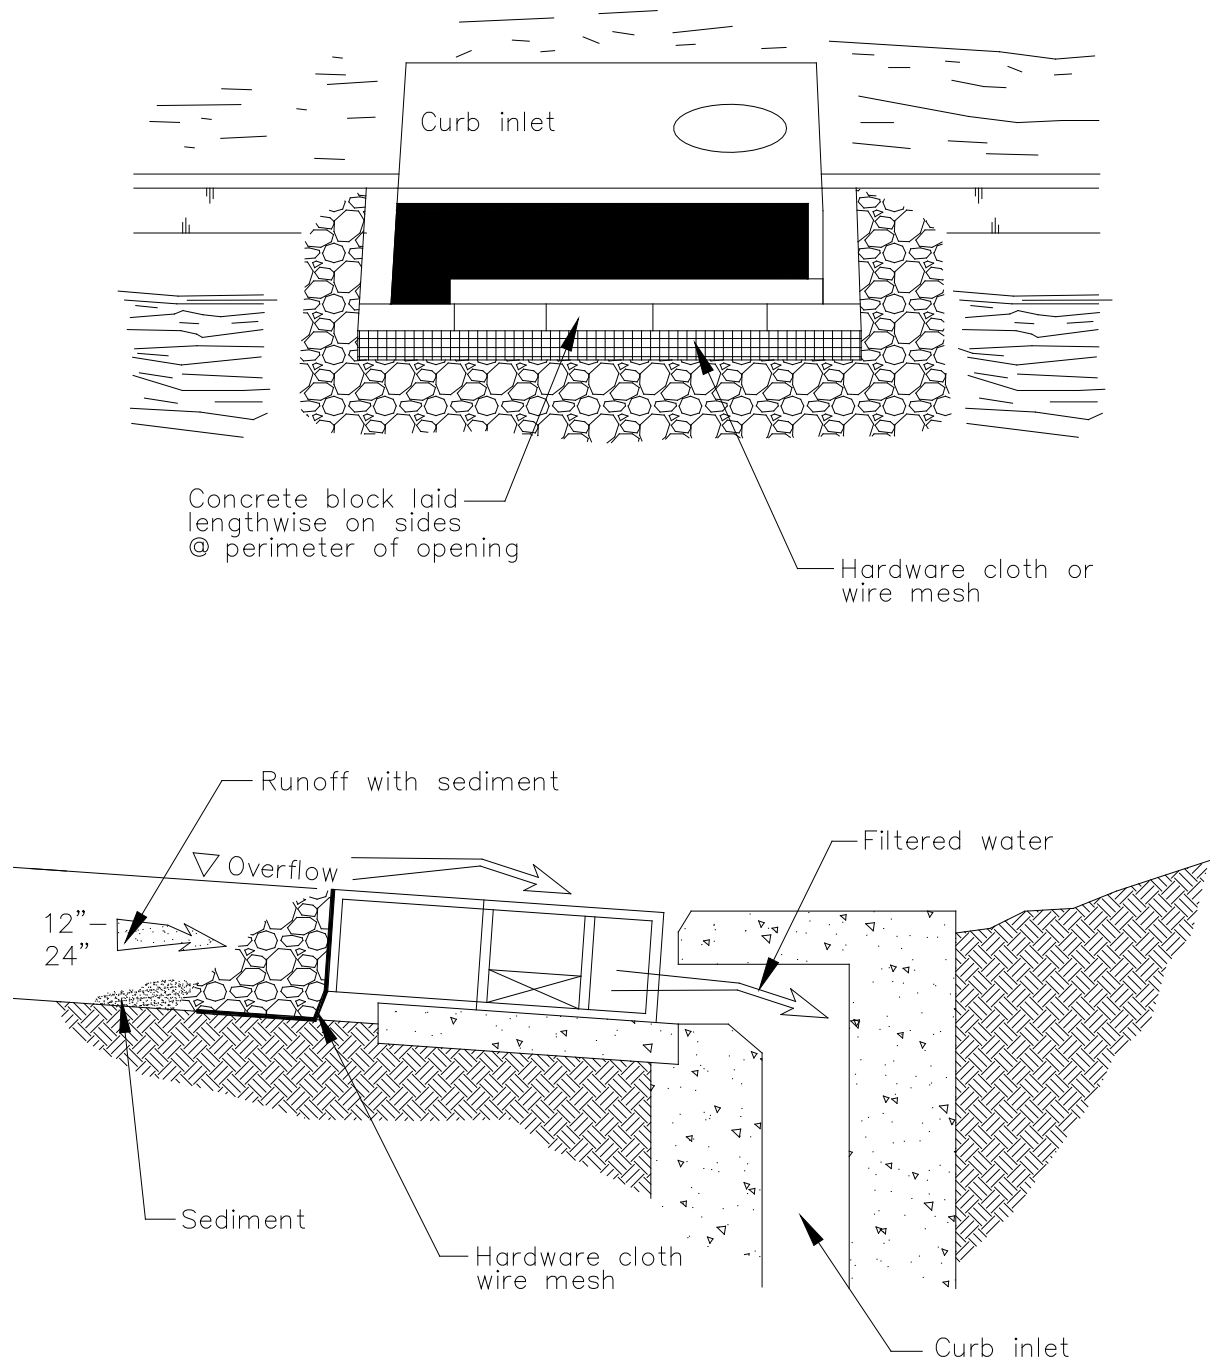 Curb inlet
Concrete block laid
lengthwise on sides
@ perimeter of opening
Hardware cloth or
wire mesh
Runoff with sediment
Overflow
Filtered water
12"–
24"
Sediment
Hardware cloth
wire mesh
Curb inlet